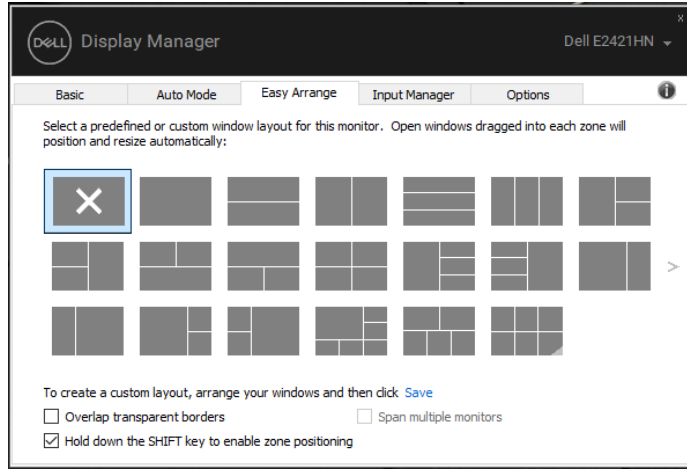 x
DELL Display Manager
Dell E2421HN
Basic Auto Mode Easy Arrange Input Manager Options
Select a predefined or custom window layout for this monitor. Open windows dragged into each zone will
position and resize automatically:
>
To create a custom layout, arrange your windows and then click Save
Overlap transparent borders Span multiple monitors
Hold down the SHIFT key to enable zone positioning